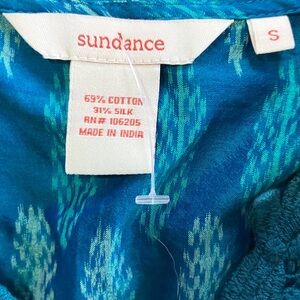 sundance
S
69% COTTON
31% SILK
RN# 106205
MADE IN INDIA